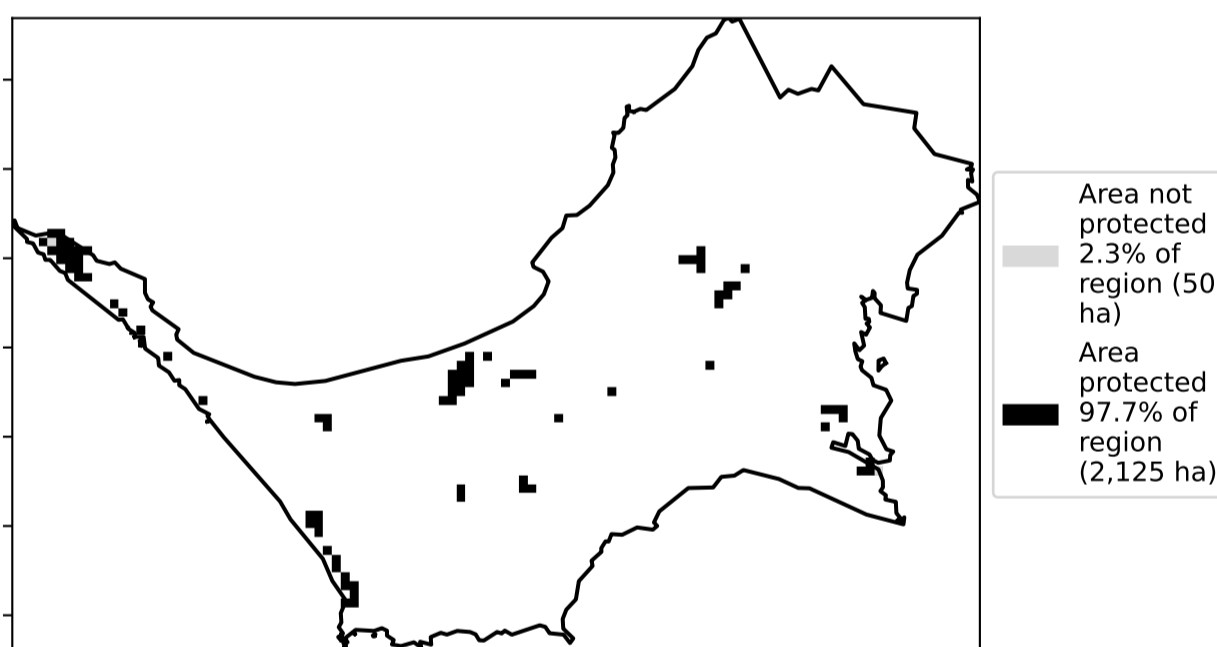 Area not
protected
2.3% of
region (50
ha)
Area
protected
97.7% of
region
(2,125 ha)